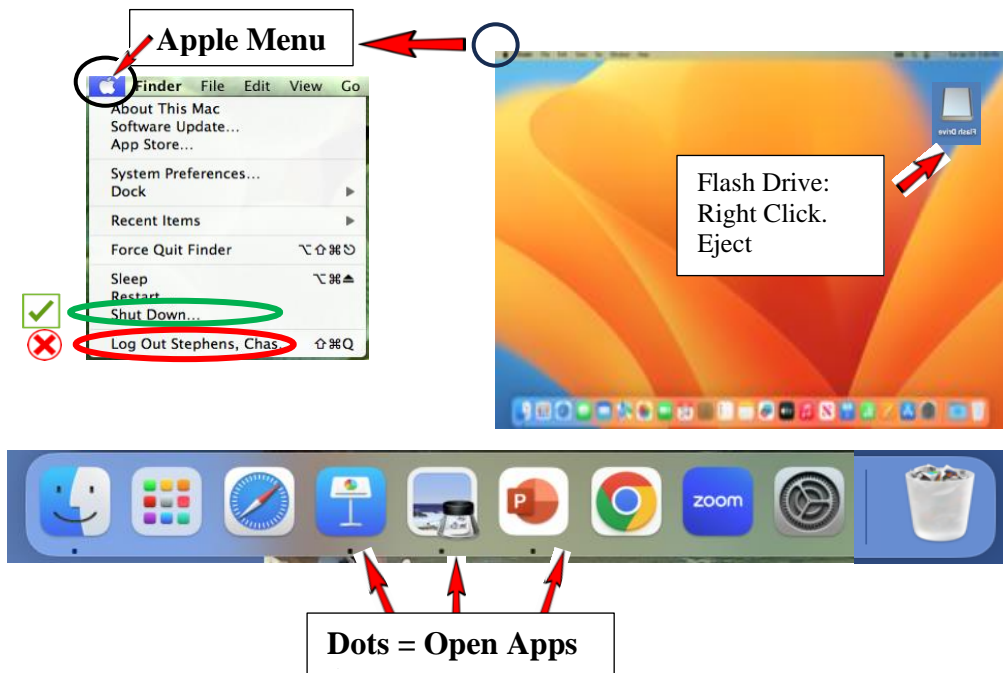 Apple Menu
Finder File Edit View Go
About This Mac
Software Update...
App Store...
System Preferences...
Dock
Recent Items
Force Quit Finder ⌥⇧⌘⎋
Sleep ⌥⌘⏏
Restart
Shut Down...
Log Out Stephens, Chas. ⇧⌘Q
Flash Drive
Flash Drive:
Right Click.
Eject
P
zoom
Dots = Open Apps